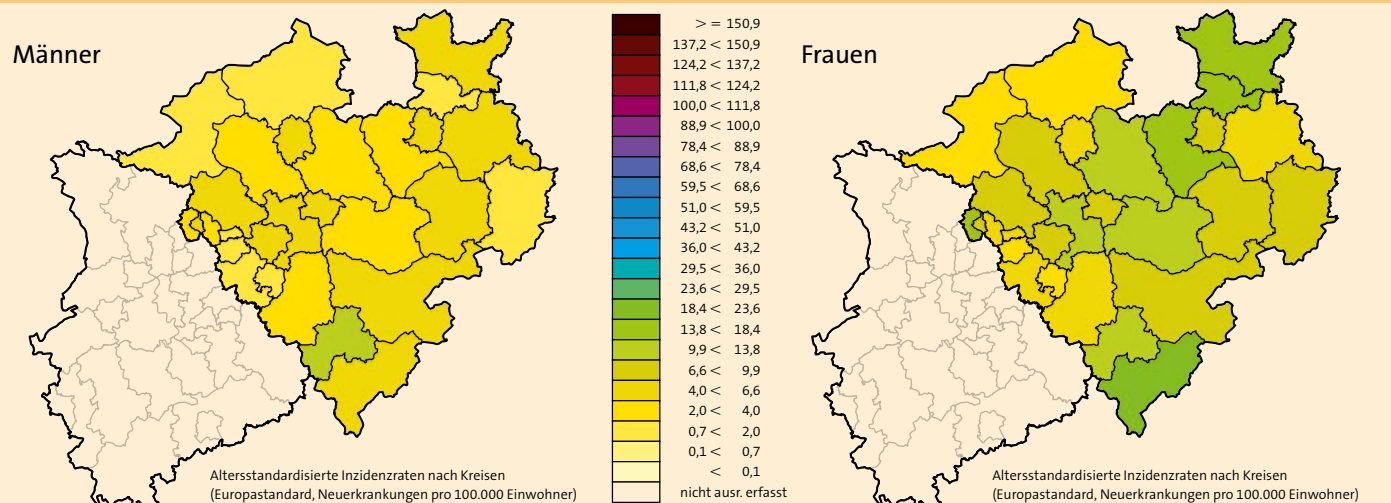 Männer
> = 150,9
137,2 < 150,9
124,2 < 137,2
111,8 < 124,2
100,0 < 111,8
88,9 < 100,0
78,4 < 88,9
68,6 < 78,4
59,5 < 68,6
51,0 < 59,5
43,2 < 51,0
36,0 < 43,2
29,5 < 36,0
23,6 < 29,5
18,4 < 23,6
13,8 < 18,4
9,9 < 13,8
6,6 < 9,9
4,0 < 6,6
2,0 < 4,0
0,7 < 2,0
0,1 < 0,7
< 0,1
nicht ausr. erfasst
Frauen
Altersstandardisierte Inzidenzraten nach Kreisen
(Europastandard, Neuerkrankungen pro 100.000 Einwohner)
Altersstandardisierte Inzidenzraten nach Kreisen
(Europastandard, Neuerkrankungen pro 100.000 Einwohner)